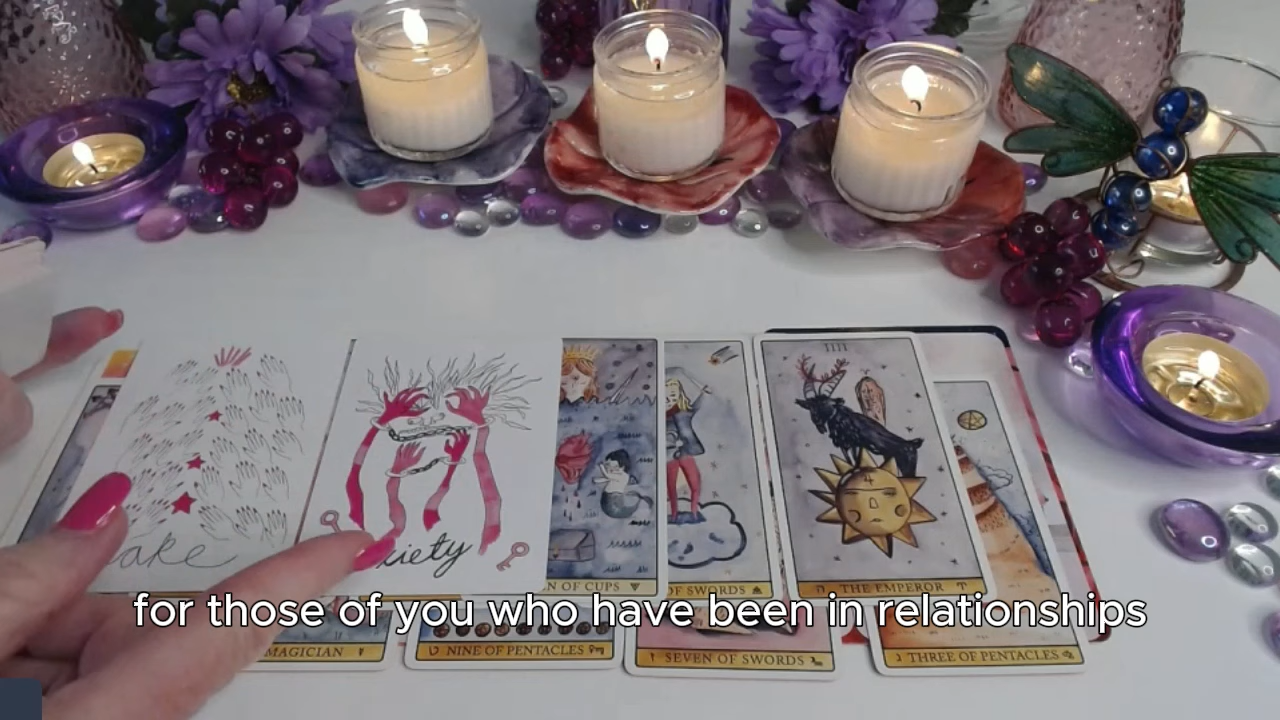 IIII
ake
iety
N OF CUPS
OF SWORDS
THE EMPEROR
for those of you who have been in relationships
MAGICIAN
NINE OF PENTACLES
SEVEN OF SWORDS
THREE OF PENTACLES